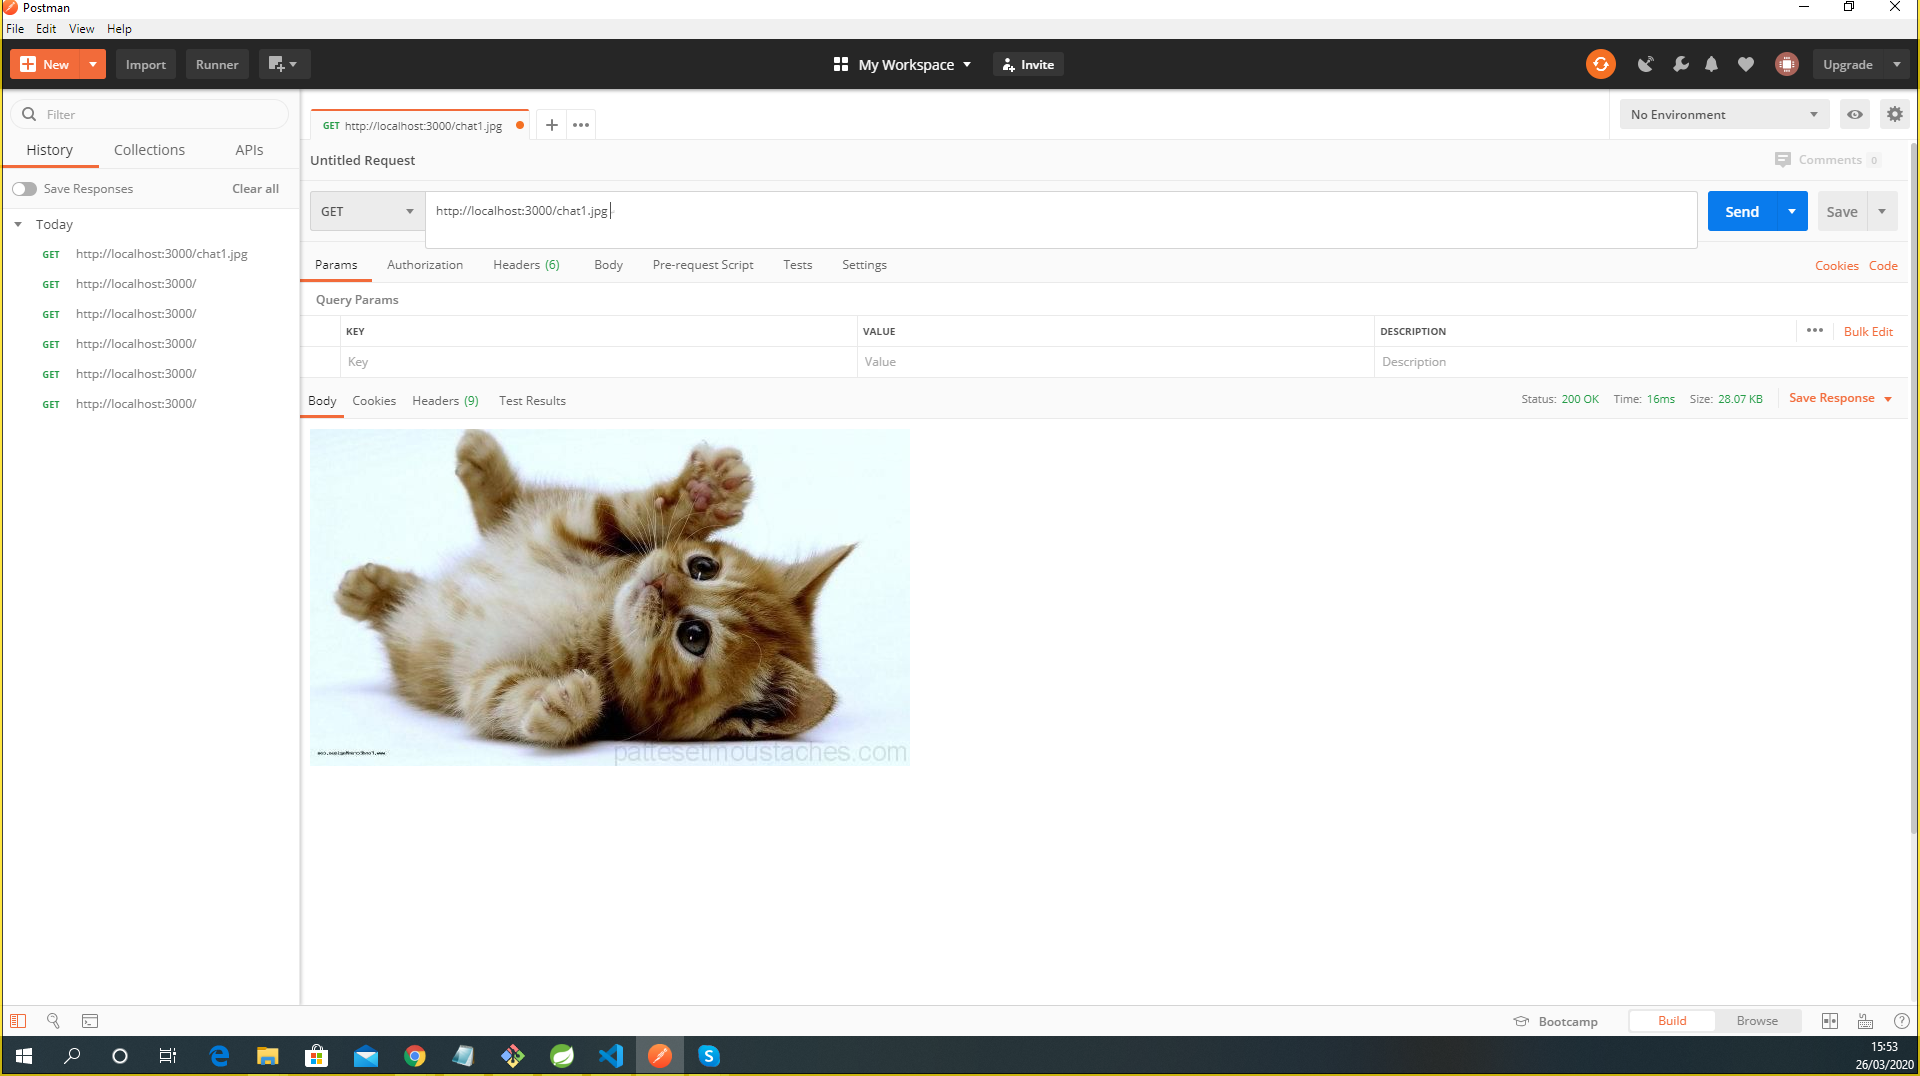 Postman
File Edit View Help
New Import Runner My Workspace Invite Upgrade
Filter
History Collections APIs
Save Responses Clear all
Today
GET http://localhost:3000/chat1.jpg
GET http://localhost:3000/
GET http://localhost:3000/
GET http://localhost:3000/
GET http://localhost:3000/
GET http://localhost:3000/
GET http://localhost:3000/chat1.jpg
No Environment
Untitled Request
Comments 0
GET http://localhost:3000/chat1.jpg Send Save
Params Authorization Headers (6) Body Pre-request Script Tests Settings Cookies Code
Query Params
KEY VALUE DESCRIPTION Bulk Edit
Key Value Description
Body Cookies Headers (9) Test Results Status: 200 OK Time: 16ms Size: 28.07 KB Save Response
pattesetmoustaches.com
Bootcamp Build Browse
15:53
26/03/2020